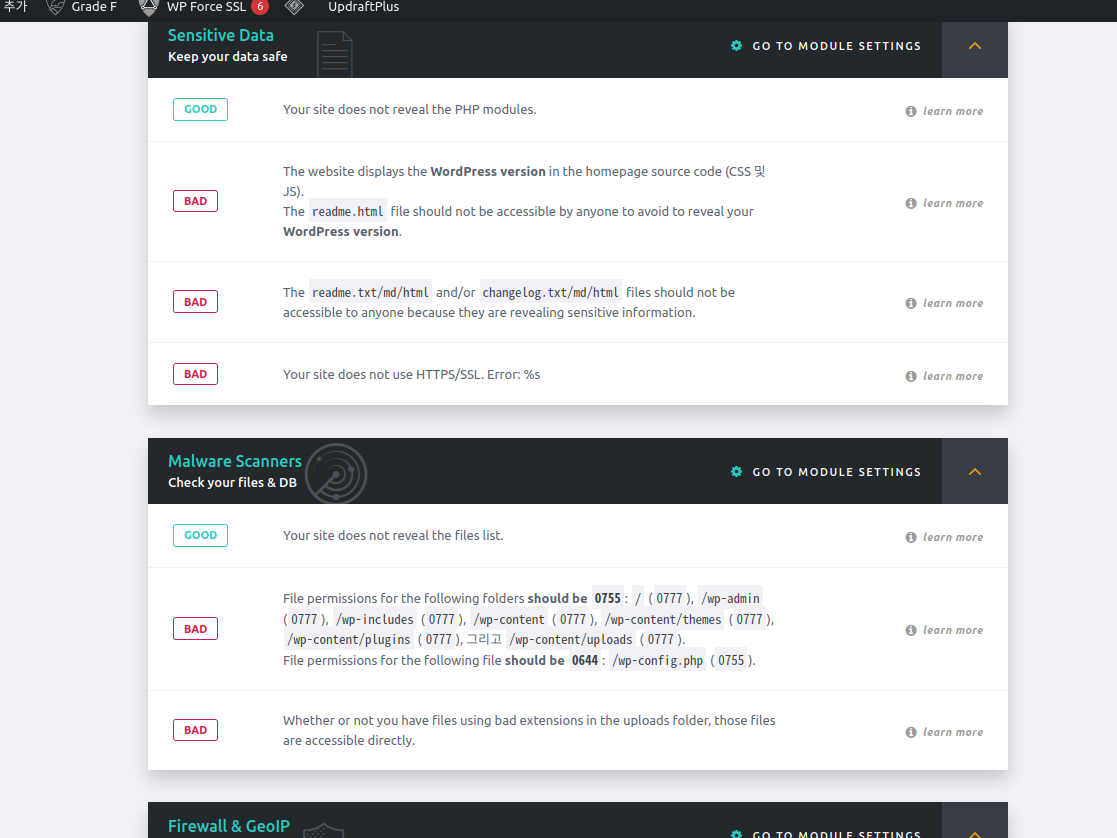 추가 Grade F WP Force SSL 6 UpdraftPlus
Sensitive Data
Keep your data safe
GO TO MODULE SETTINGS
GOOD
Your site does not reveal the PHP modules.
learn more
BAD
The website displays the WordPress version in the homepage source code (CSS 및
JS).
The readme.html file should not be accessible by anyone to avoid to reveal your
WordPress version.
learn more
BAD
The readme.txt/md/html and/or changelog.txt/md/html files should not be
accessible to anyone because they are revealing sensitive information.
learn more
BAD
Your site does not use HTTPS/SSL. Error: %s
learn more
Malware Scanners
Check your files & DB
GO TO MODULE SETTINGS
GOOD
Your site does not reveal the files list.
learn more
BAD
File permissions for the following folders should be 0755 : / ( 0777 ), /wp-admin
( 0777 ), /wp-includes ( 0777 ), /wp-content ( 0777 ), /wp-content/themes ( 0777 ),
/wp-content/plugins ( 0777 ), 그리고 /wp-content/uploads ( 0777 ).
File permissions for the following file should be 0644 : /wp-config.php ( 0755 ).
learn more
BAD
Whether or not you have files using bad extensions in the uploads folder, those files
are accessible directly.
learn more
Firewall & GeoIP
GO TO MODULE SETTINGS